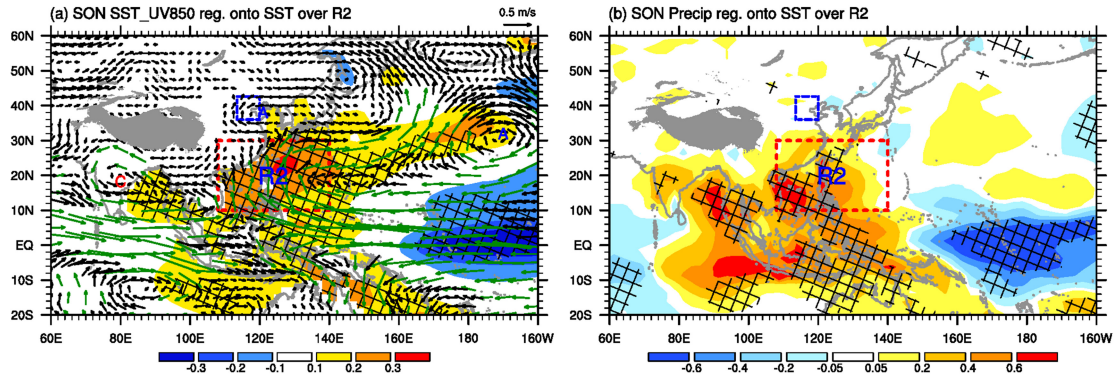 (a) SON SST_UV850 reg. onto SST over R2
0.5 m/s
60N
50N
40N
30N
20N
10N
EQ
10S
20S
A
A
C
R2
60E 80E 100E 120E 140E 160E 180 160W
-0.3 -0.2 -0.1 0.1 0.2 0.3
(b) SON Precip reg. onto SST over R2
60N
50N
40N
30N
20N
10N
EQ
10S
20S
R2
60E 80E 100E 120E 140E 160E 180 160W
-0.6 -0.4 -0.2 -0.05 0.05 0.2 0.4 0.6